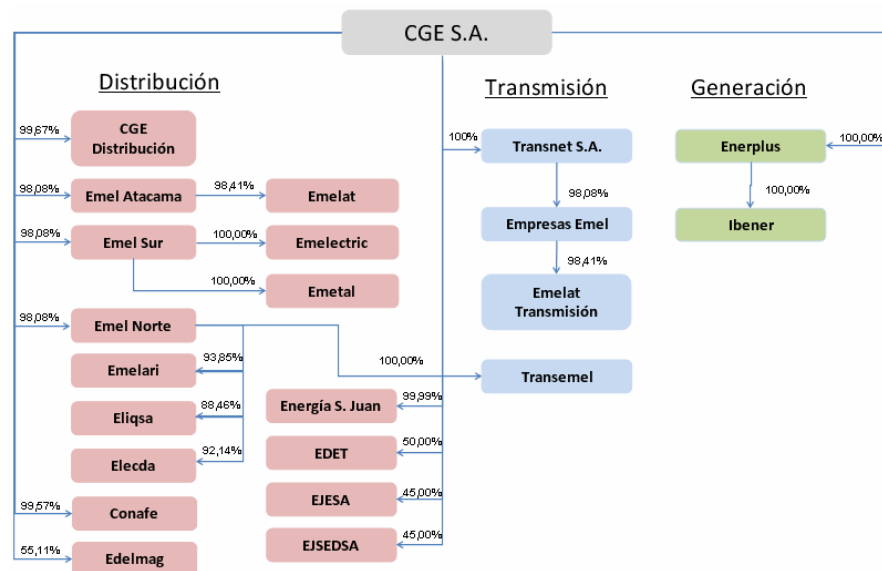 CGE S.A.
Distribución
Transmisión
Generación
99,67%
CGE
Distribución
100%
Transnet S.A.
Enerplus
100,00%
98,08%
Emel Atacama
98,41%
Emelat
98,08%
100,00%
98,08%
Emel Sur
100,00%
Emelectric
Empresas Emel
Ibener
98,41%
100,00%
Emetal
Emelat
Transmisión
98,08%
Emel Norte
93,85%
100,00%
Emelari
Transemel
88,46%
Energía S. Juan
99,99%
Eliqsa
92,14%
EDET
50,00%
Elecda
99,57%
Conafe
EJESA
45,00%
55,11%
Edelmag
EJSEDSA
45,00%